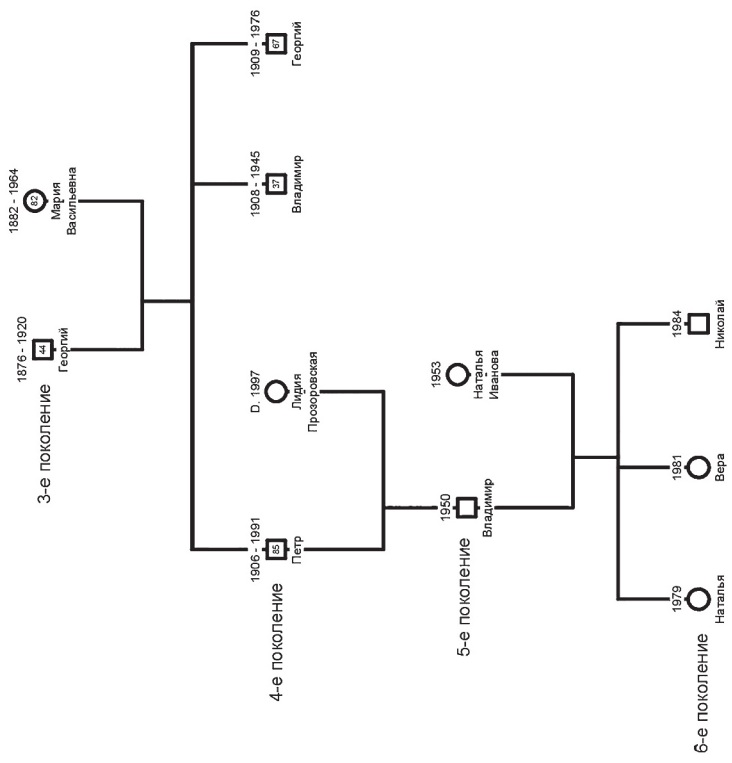 3-е поколение
1876 - 1920
44
Георгий
1882 - 1964
82
Мария
Васильевна
4-е поколение
1906 - 1991
85
Петр
D. 1997
Лидия
Прозоровская
1908 - 1945
37
Владимир
1909 - 1976
67
Георгий
5-е поколение
1950
Владимир
1953
Наталья
Иванова
6-е поколение
1979
Наталья
1981
Вера
1984
Николай